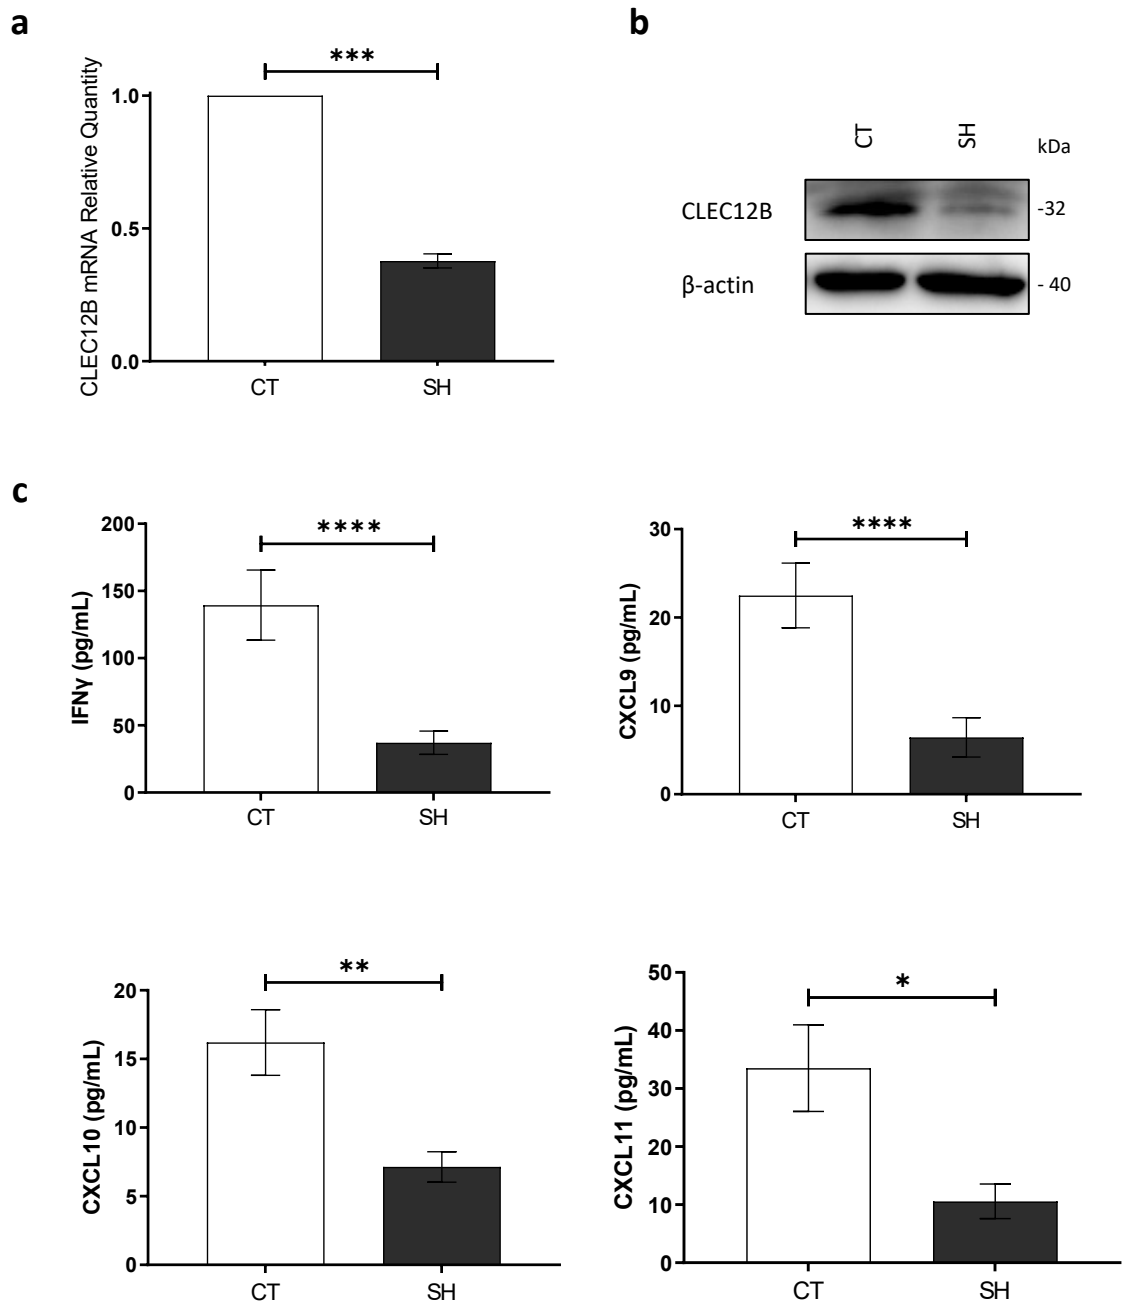 a
***
CLEC12B mRNA Relative Quantity
1.0
0.5
0.0
CT
SH
b
CT
SH
kDa
CLEC12B
-32
β-actin
- 40
c
****
IFNγ (pg/mL)
200
150
100
50
0
CT
SH
****
CXCL9 (pg/mL)
30
20
10
0
CT
SH
**
CXCL10 (pg/mL)
20
15
10
5
0
CT
SH
*
CXCL11 (pg/mL)
50
40
30
20
10
0
CT
SH